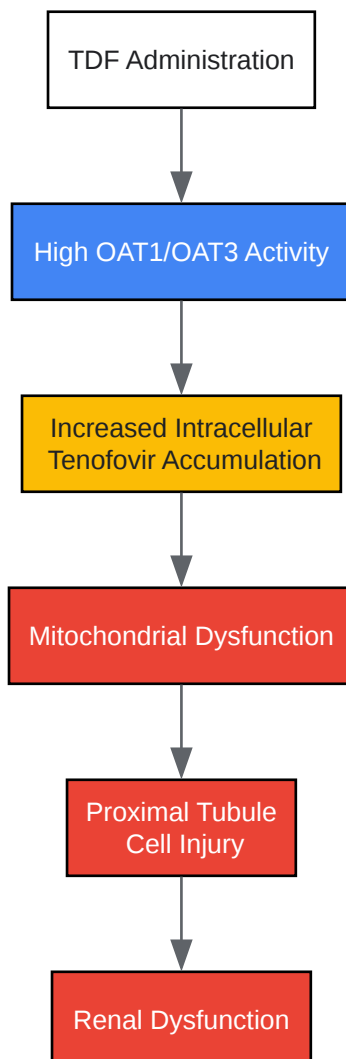 TDF Administration
High OAT1/OAT3 Activity
Increased Intracellular
Tenofovir Accumulation
Mitochondrial Dysfunction
Proximal Tubule
Cell Injury
Renal Dysfunction